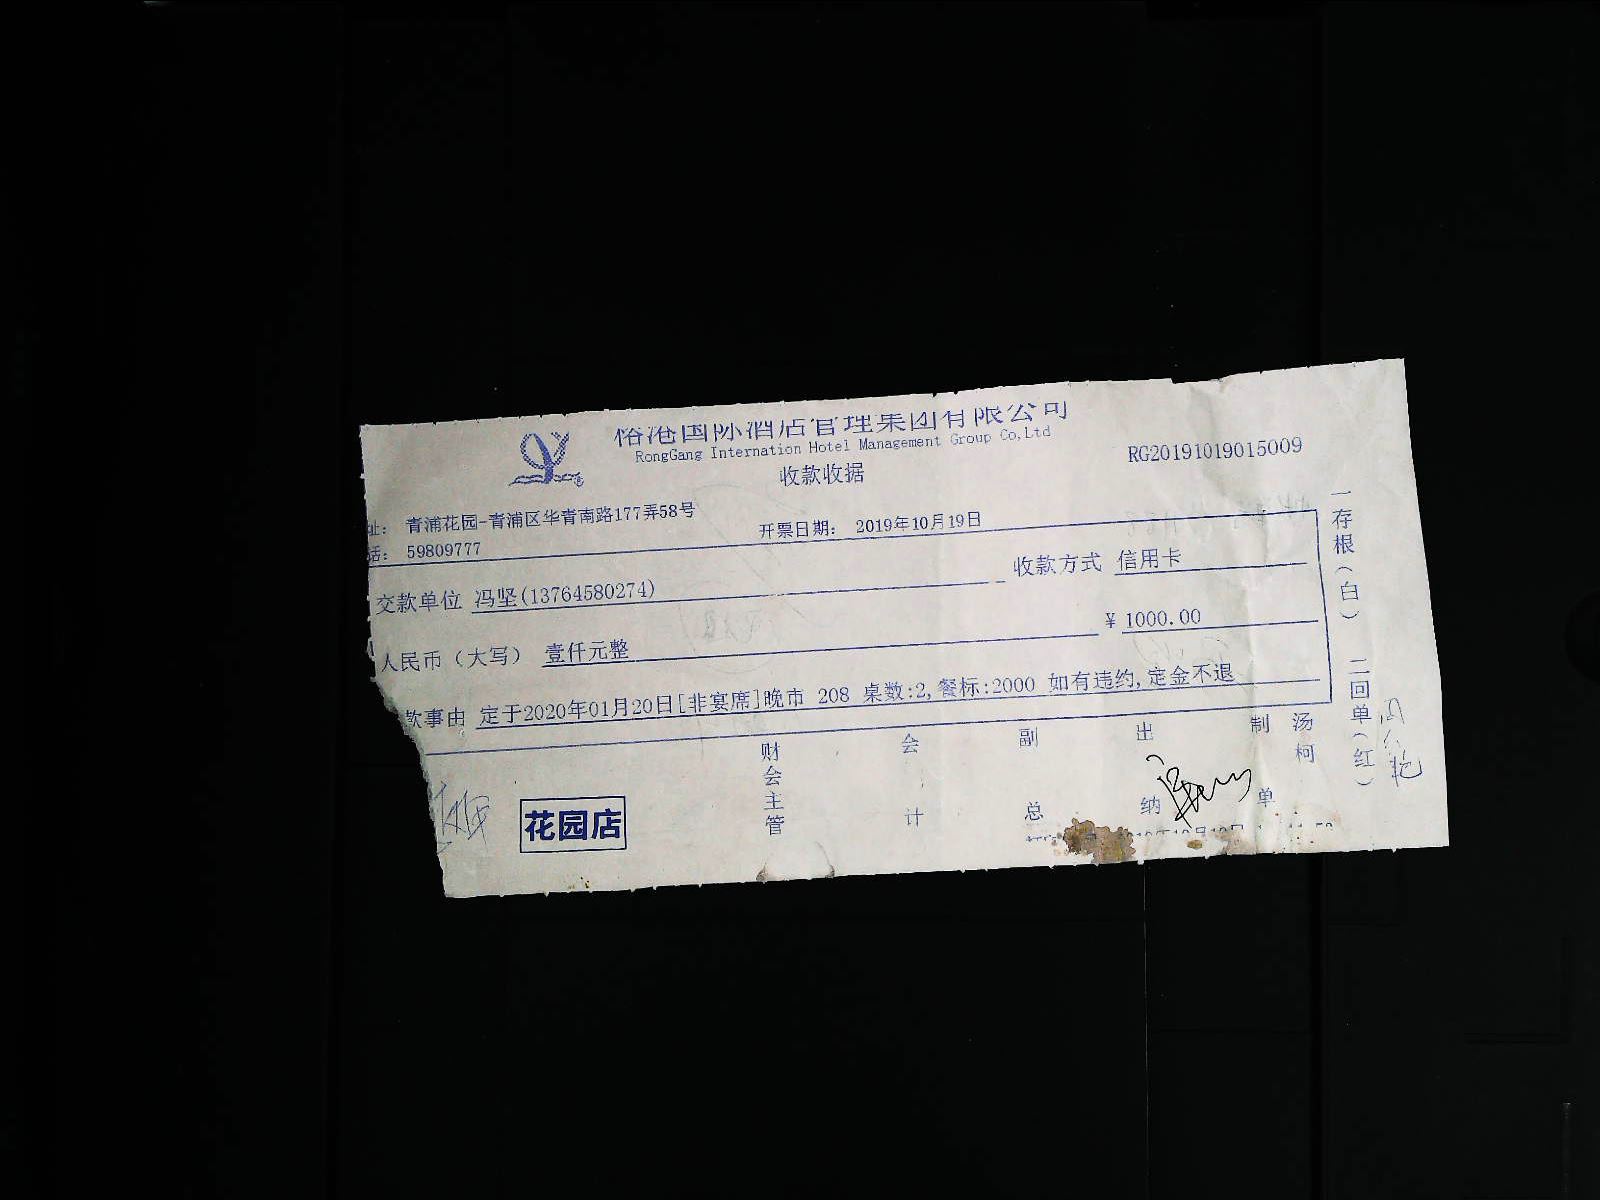 国际酒店管理集团有限公司
RongGang Internation Hotel Management Group Co,Ltd
收款收据
RG20191019015009
址: 青浦花园-青浦区华青南路177弄58号
话: 59809777
开票日期: 2019年10月19日
交款单位 冯坚(13764580274)
收款方式 信用卡
人民币(大写) 壹仟元整
¥ 1000.00
款事由 定于2020年01月20日[非宴席]晚市 208 桌数:2,餐标:2000 如有违约,定金不退
财会主管
会计
副总
出纳
制单
汤柯
花园店
一存根(白)
二回单(红)